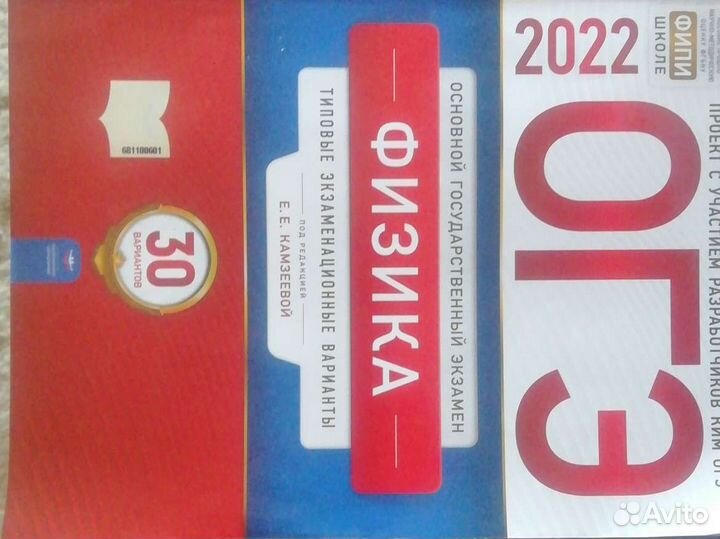 ПРОЕКТ С УЧАСТИЕМ РАЗРАБОТЧИКОВ КИМ ОГЭ
ФИПИ
ШКОЛЕ
2022
ОГЭ
ОСНОВНОЙ ГОСУДАРСТВЕННЫЙ ЭКЗАМЕН
ФИЗИКА
ТИПОВЫЕ ЭКЗАМЕНАЦИОННЫЕ ВАРИАНТЫ
ПОД РЕДАКЦИЕЙ
Е.Е. КАМЗЕЕВОЙ
30
ВАРИАНТОВ
6B1100601
Avito